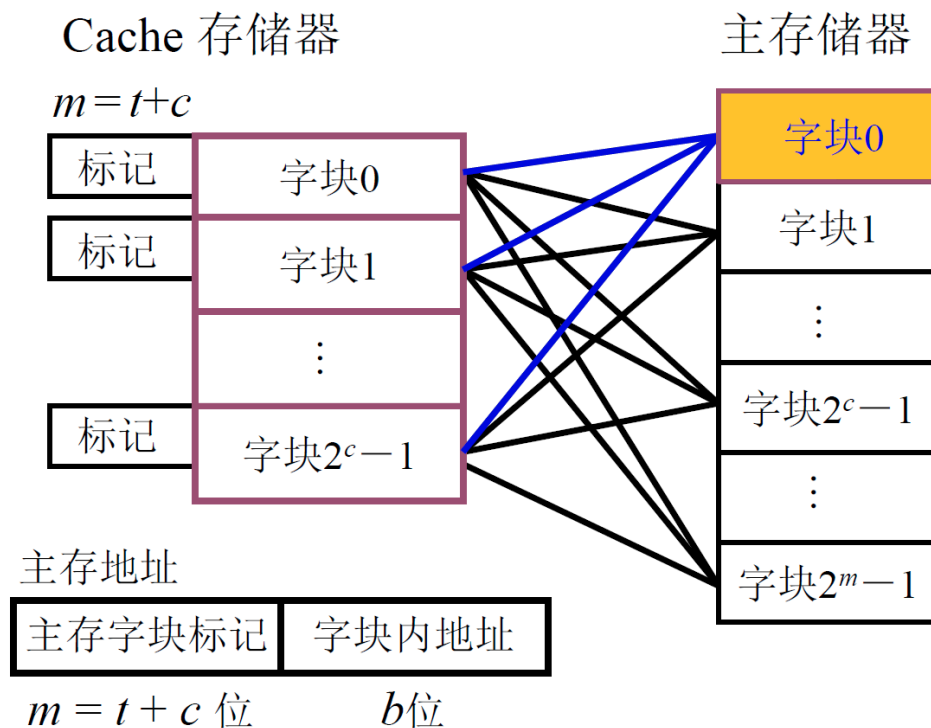 Cache 存储器
主存储器
m = t+c
标记
字块0
标记
字块1
⋮
标记
字块2ᶜ－1
字块0
字块1
⋮
字块2ᶜ－1
⋮
字块2ᵐ－1
主存地址
主存字块标记
字块内地址
m = t + c 位
b位